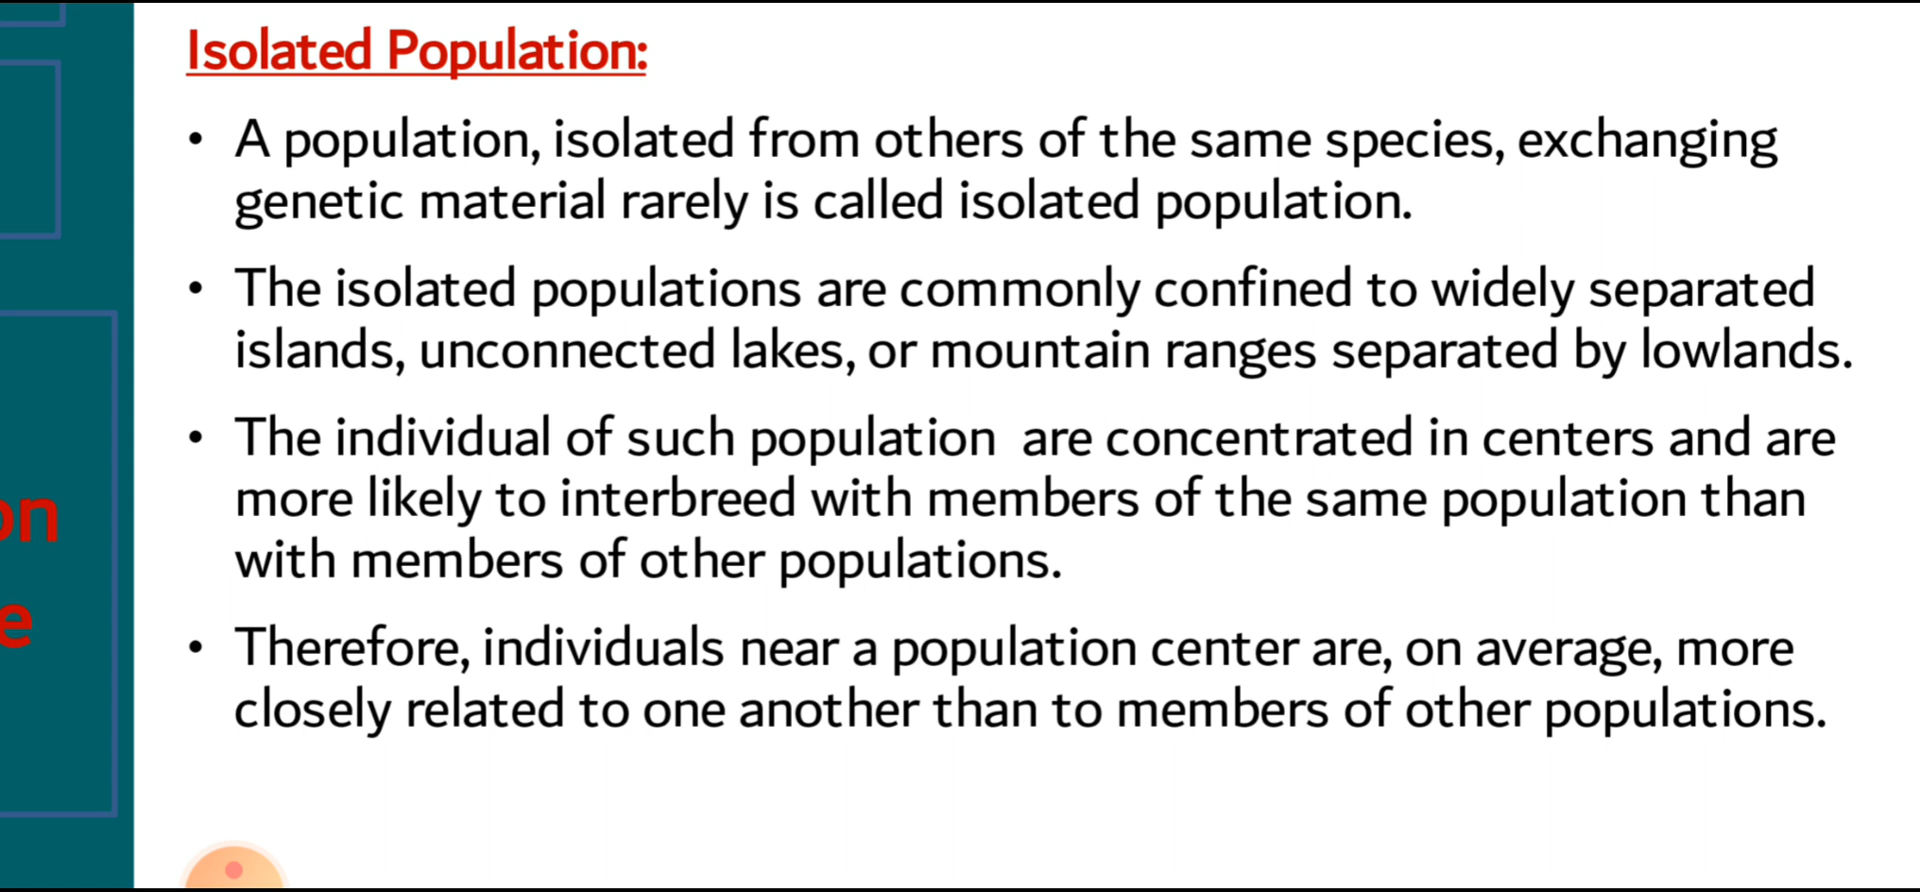 Isolated Population:
• A population, isolated from others of the same species, exchanging
genetic material rarely is called isolated population.
• The isolated populations are commonly confined to widely separated
islands, unconnected lakes, or mountain ranges separated by lowlands.
• The individual of such population  are concentrated in centers and are
more likely to interbreed with members of the same population than
with members of other populations.
• Therefore, individuals near a population center are, on average, more
closely related to one another than to members of other populations.
on
e